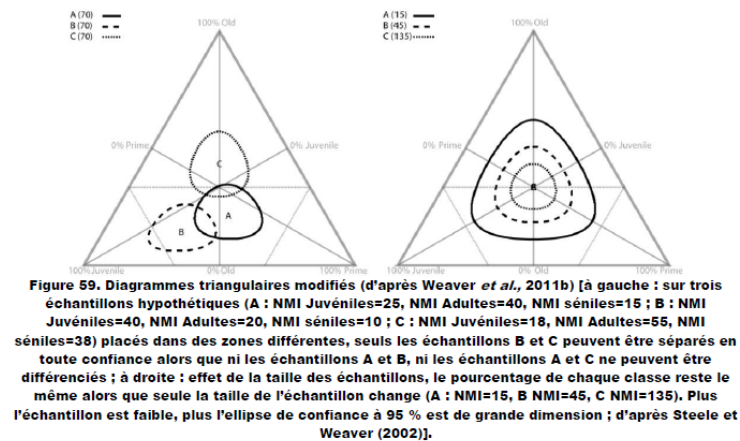 A (70)
B (70)
C (70)
100% Old
0% Prime
0% Juvenile
C
A
B
100% Juvenile
0% Old
100% Prime
A (15)
B (45)
C (135)
100% Old
0% Prime
0% Juvenile
B
100% Juvenile
0% Old
100% Prime
Figure 59. Diagrammes triangulaires modifiés (d'après Weaver et al., 2011b) [à gauche : sur trois
échantillons hypothétiques (A : NMI Juvéniles=25, NMI Adultes=40, NMI séniles=15 ; B : NMI
Juvéniles=40, NMI Adultes=20, NMI séniles=10 ; C : NMI Juvéniles=18, NMI Adultes=55, NMI
séniles=38) placés dans des zones différentes, seuls les échantillons B et C peuvent être séparés en
toute confiance alors que ni les échantillons A et B, ni les échantillons A et C ne peuvent être
différenciés ; à droite : effet de la taille des échantillons, le pourcentage de chaque classe reste le
même alors que seule la taille de l'échantillon change (A : NMI=15, B NMI=45, C NMI=135). Plus
l'échantillon est faible, plus l'ellipse de confiance à 95 % est de grande dimension ; d'après Steele et
Weaver (2002)].